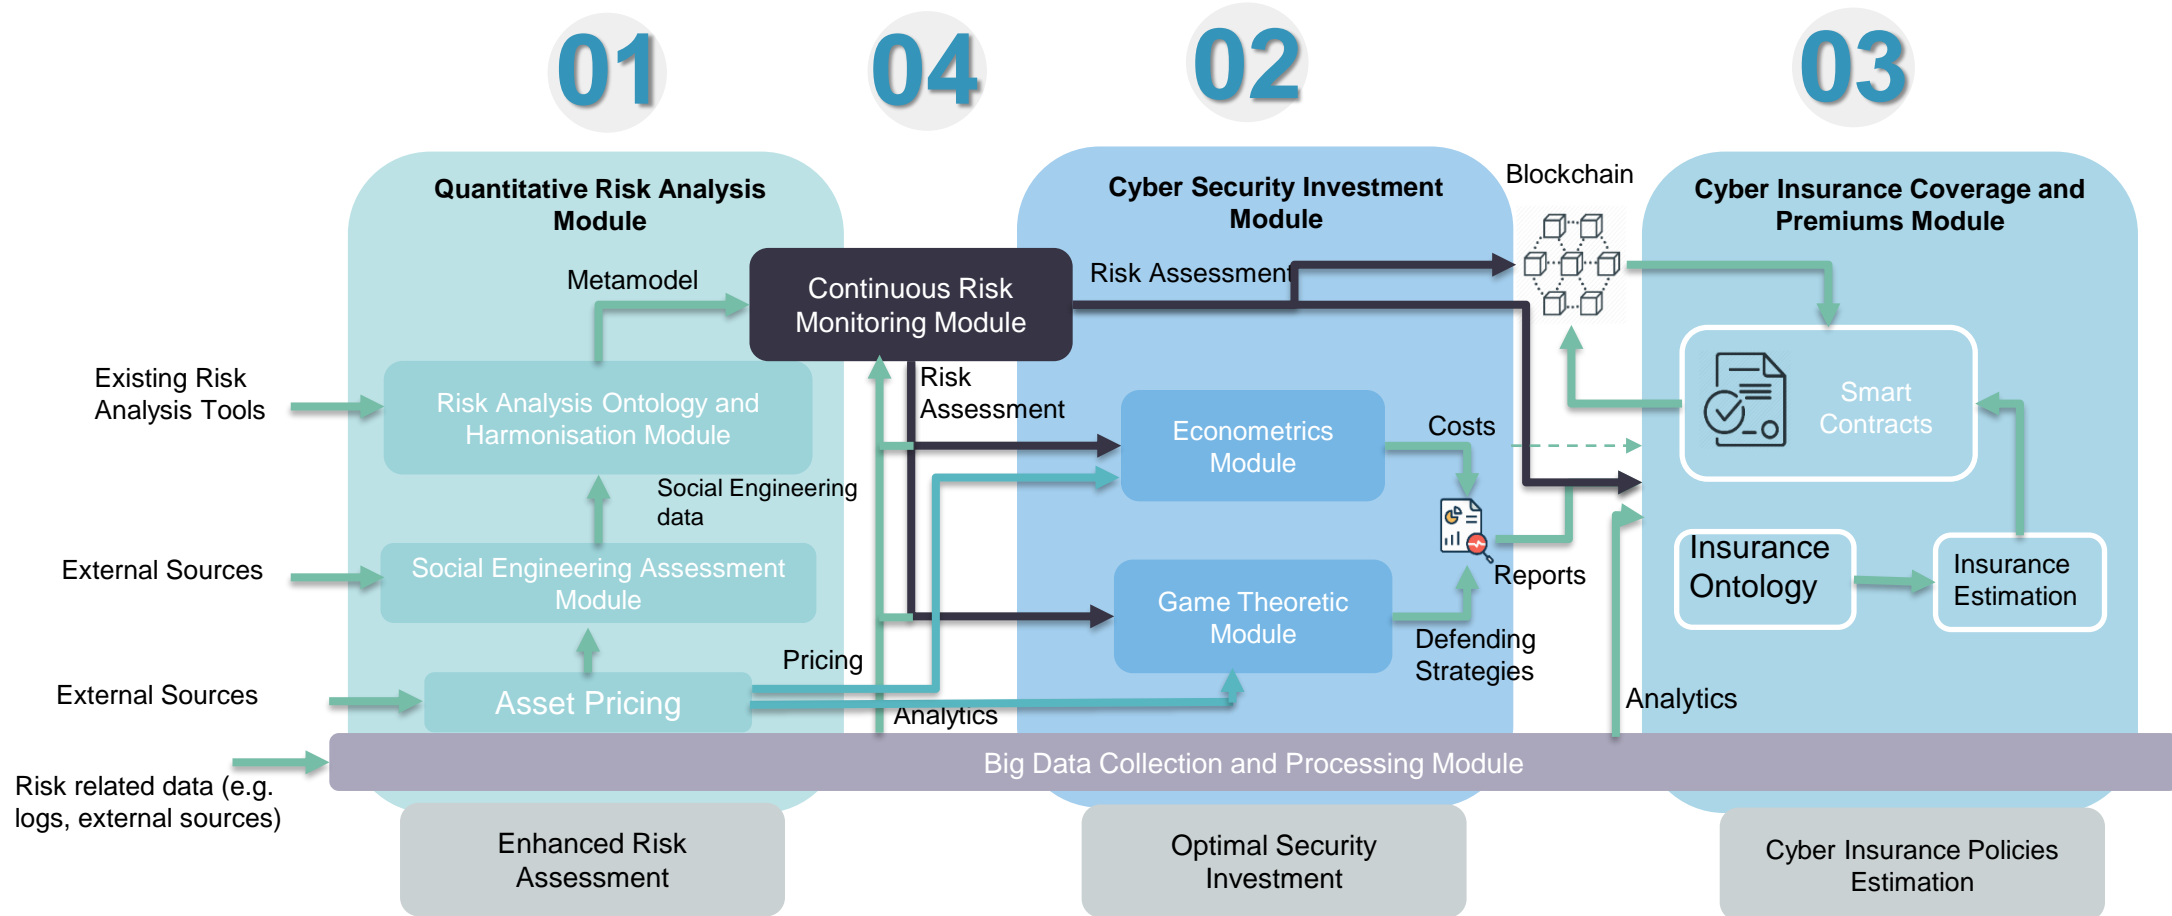 01
04
02
03
Quantitative Risk Analysis
Module
Cyber Security Investment
Module
Blockchain
Cyber Insurance Coverage and
Premiums Module
Metamodel
Continuous Risk
Monitoring Module
Risk Assessment
Existing Risk
Analysis Tools
Risk Analysis Ontology and
Harmonisation Module
Risk
Assessment
Econometrics
Module
Costs
Smart
Contracts
Social Engineering
data
External Sources
Social Engineering Assessment
Module
Game Theoretic
Module
Reports
Defending
Strategies
Insurance
Ontology
Insurance
Estimation
External Sources
Asset Pricing
Pricing
Analytics
Analytics
Risk related data (e.g.
logs, external sources)
Big Data Collection and Processing Module
Enhanced Risk
Assessment
Optimal Security
Investment
Cyber Insurance Policies
Estimation